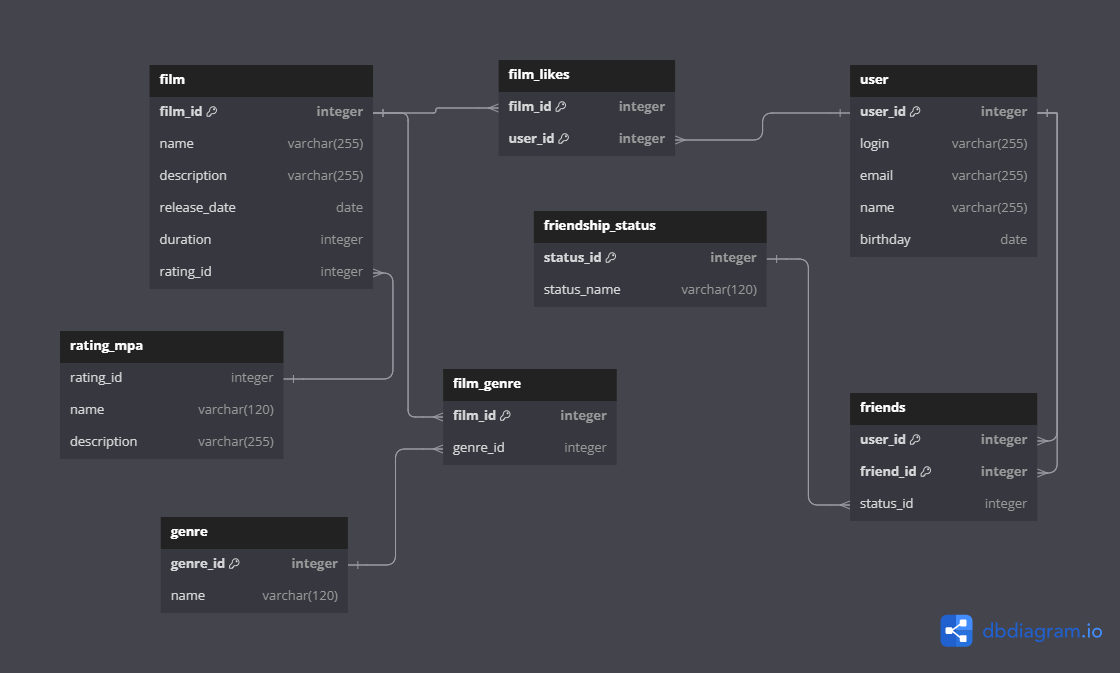 film
film_id integer
name varchar(255)
description varchar(255)
release_date date
duration integer
rating_id integer
film_likes
film_id integer
user_id integer
user
user_id integer
login varchar(255)
email varchar(255)
name varchar(255)
birthday date
friendship_status
status_id integer
status_name varchar(120)
rating_mpa
rating_id integer
name varchar(120)
description varchar(255)
film_genre
film_id integer
genre_id integer
friends
user_id integer
friend_id integer
status_id integer
genre
genre_id integer
name varchar(120)
dbdiagram.io